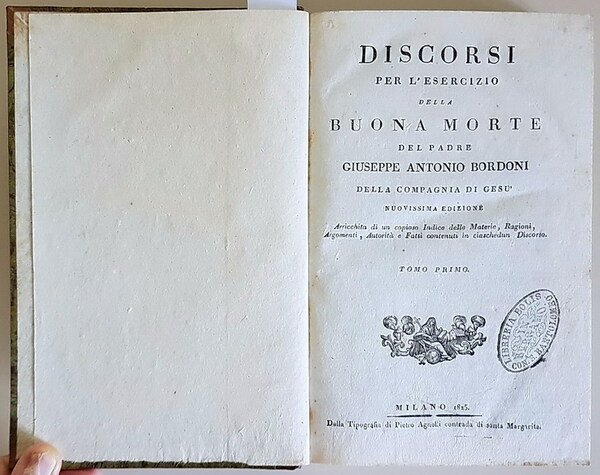 DISCORSI
PER L'ESERCIZIO
DELLA
BUONA MORTE
DEL PADRE
GIUSEPPE ANTONIO BORDONI
DELLA COMPAGNIA DI GESU'
NUOVISSIMA EDIZIONE
Arricchita di un copioso Indice delle Materie, Ragioni,
Argomenti, Autorità e Fatti contenuti in ciaschedun Discorso.
TOMO PRIMO.
LIBRERIA BOLIS
MILANO 1825.
Dalla Tipografia di Pietro Agnelli contrada di santa Margarita.